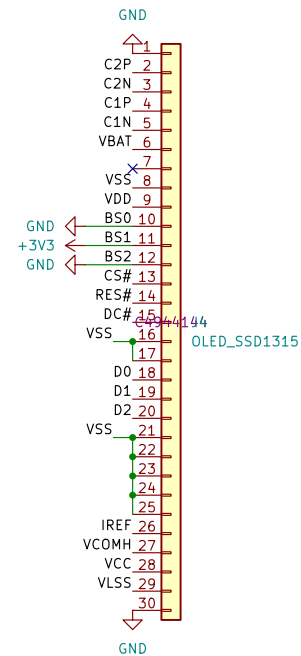 GND
1
C2P 2
C2N 3
C1P 4
C1N 5
VBAT 6
7
VSS 8
VDD 9
GND BS0 10
+3V3 BS1 11
GND BS2 12
CS# 13
RES# 14
DC# 15
C4944144
VSS 16 OLED_SSD1315
17
D0 18
D1 19
D2 20
VSS 21
22
23
24
25
IREF 26
VCOMH 27
VCC 28
VLSS 29
30
GND